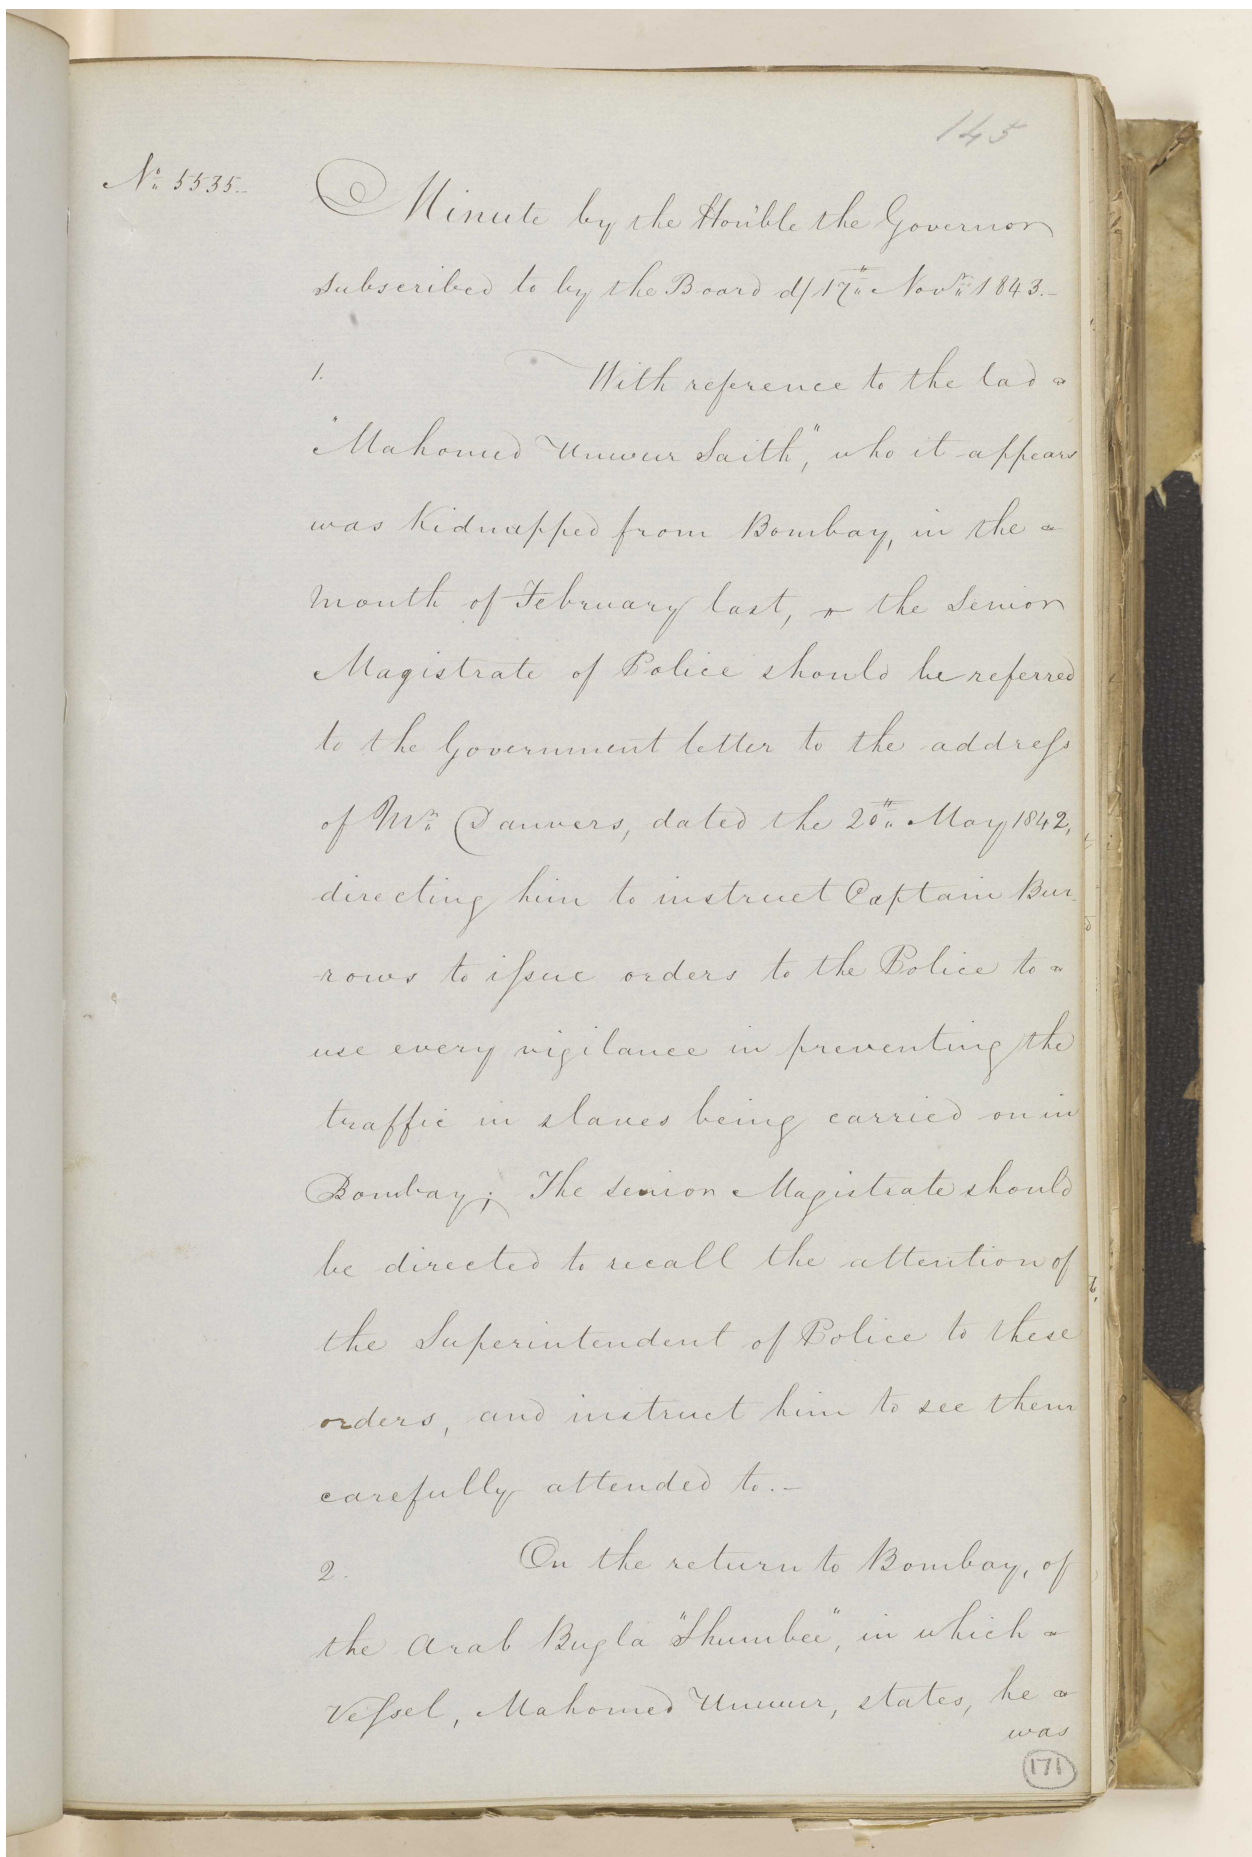 145
No. 5535.
Minute by the Hon'ble the Governor
subscribed to by the Board d/ 17th Novr 1843.-
1. With reference to the lad
"Mahomed Unwur Saith", who it appears
was Kidnapped from Bombay, in the
month of February last, the Senior
Magistrate of Police should be referred
to the Government letter to the address
of Mr. Danvers, dated the 20th May 1842,
directing him to instruct Captain Bur-
-rows to issue orders to the Police to
use every vigilance in preventing the
traffic in slaves being carried on in
Bombay; The senior Magistrate should
be directed to recall the attention of
the Superintendent of Police to these
orders, and instruct him to see them
carefully attended to.-
2. On the return to Bombay, of
the Arab Bugla "Shumbee", in which
Vessel, Mahomed Unwur, states, he
was
171